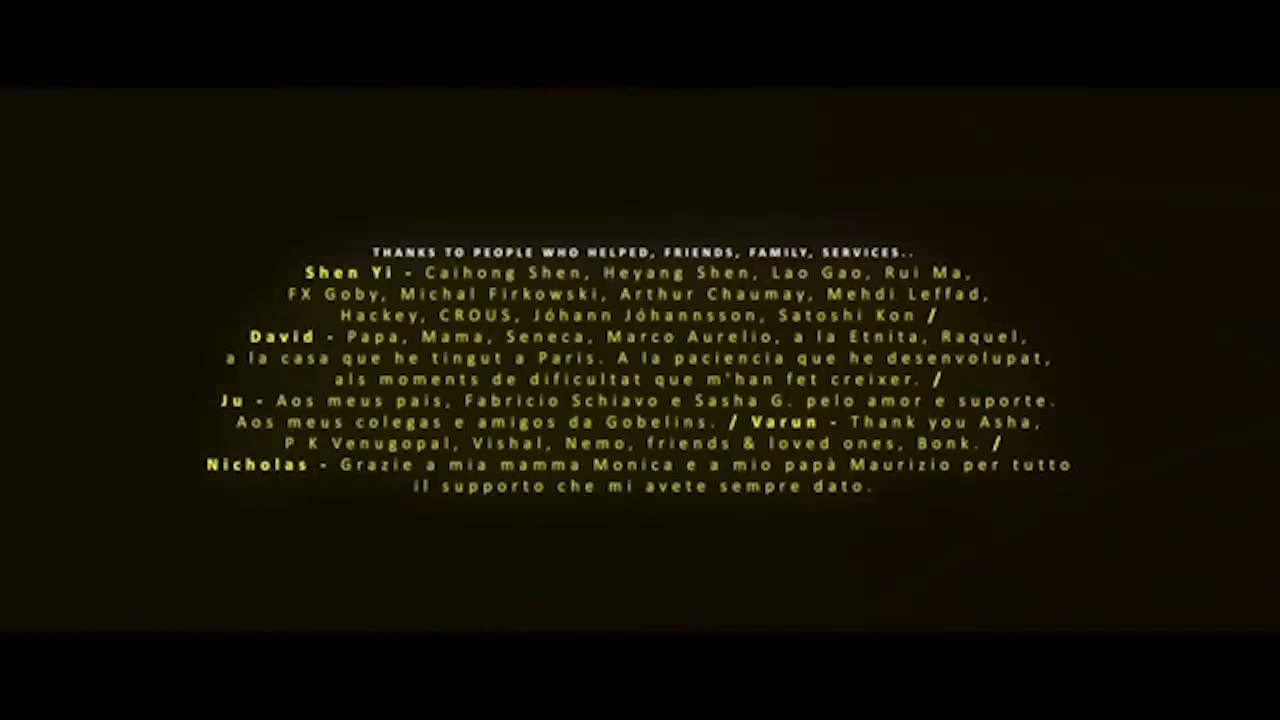 THANKS TO PEOPLE WHO HELPED, FRIENDS, FAMILY, SERVICES..
Shen Yi - Caihong Shen, Heyang Shen, Lao Gao, Rui Ma,
FX Goby, Michal Firkowski, Arthur Chaumay, Mehdi Leffad,
Hackey, CROUS, Jóhann Jóhannsson, Satoshi Kon /
David - Papa, Mama, Seneca, Marco Aurelio, a la Etnita, Raquel,
a la casa que he tingut a Paris. A la paciencia que he desenvolupat,
als moments de dificultat que m'han fet creixer. /
Ju - Aos meus pais, Fabricio Schiavo e Sasha G. pelo amor e suporte.
Aos meus colegas e amigos da Gobelins. / Varun - Thank you Asha,
P K Venugopal, Vishal, Nemo, friends & loved ones, Bonk. /
Nicholas - Grazie a mia mamma Monica e a mio papà Maurizio per tutto
il supporto che mi avete sempre dato.